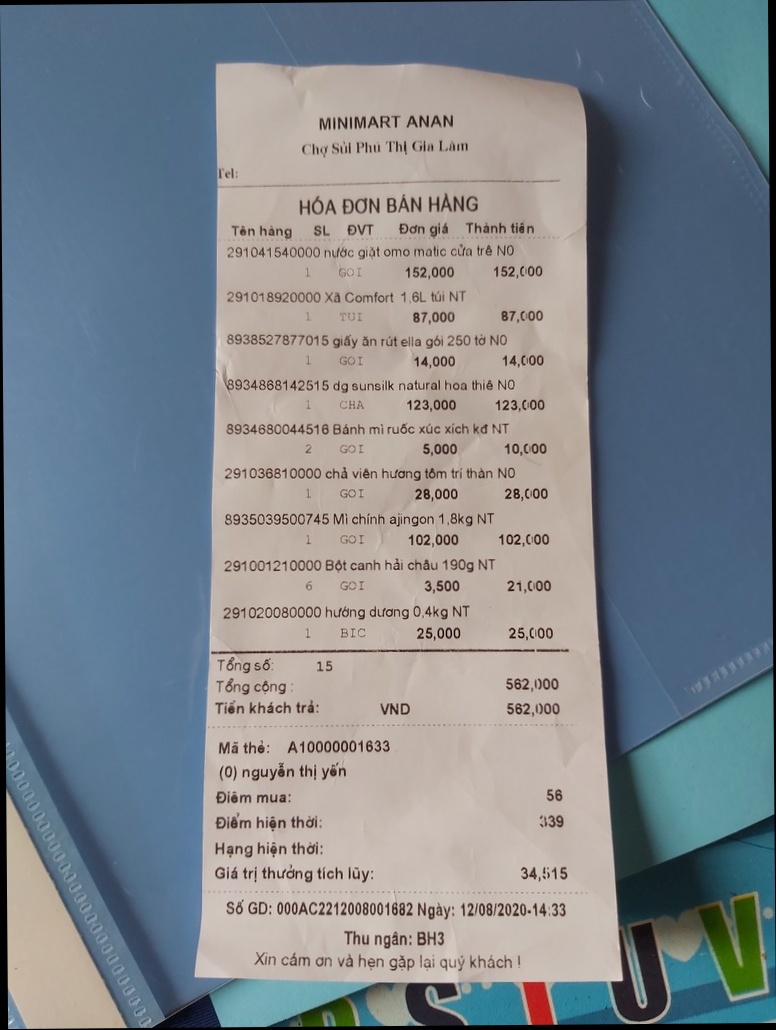 MINIMART ANAN
Chợ Sủi Phú Thị Gia Lâm
Tel:
HÓA ĐƠN BÁN HÀNG
Tên hàng SL ĐVT Đơn giá Thành tiền
291041540000 nước giặt omo matic cửa trê N0
1 GOI 152,000 152,000
291018920000 Xã Comfort 1,6L túi NT
1 TUI 87,000 87,000
8938527877015 giấy ăn rút ella gói 250 tờ N0
1 GOI 14,000 14,000
8934868142515 dg sunsilk natural hoa thiê N0
1 CHA 123,000 123,000
8934680044516 Bánh mì ruốc xúc xích kđ NT
2 GOI 5,000 10,000
291036810000 chả viên hương tôm trí thàn N0
1 GOI 28,000 28,000
8935039500745 Mì chính ajingon 1,8kg NT
1 GOI 102,000 102,000
291001210000 Bột canh hải châu 190g NT
6 GOI 3,500 21,000
291020080000 hướng dương 0,4kg NT
1 BIC 25,000 25,000
Tổng số: 15
Tổng cộng : 562,000
Tiền khách trả: VND 562,000
Mã thẻ: A10000001633
(0) nguyễn thị yến
Điểm mua: 56
Điểm hiện thời: 339
Hạng hiện thời:
Giá trị thưởng tích lũy: 34,515
Số GD: 000AC2212008001682 Ngày: 12/08/2020-14:33
Thu ngân: BH3
Xin cảm ơn và hẹn gặp lại quý khách !
R S T U V